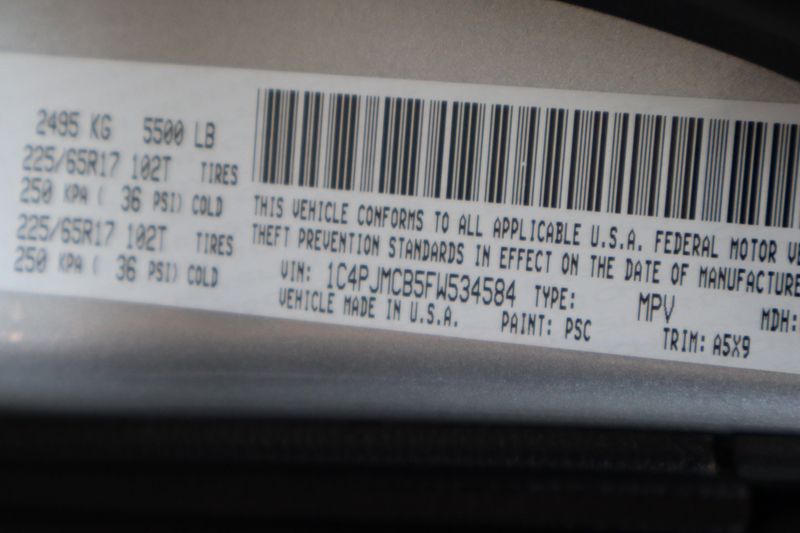 2495 KG 5500 LB
225/65R17 102T TIRES
250 KPA ( 36 PSI) COLD
225/65R17 102T TIRES
250 KPA ( 36 PSI) COLD
THIS VEHICLE CONFORMS TO ALL APPLICABLE U.S.A. FEDERAL MOTOR VE
THEFT PREVENTION STANDARDS IN EFFECT ON THE DATE OF MANUFACTURE
VIN: 1C4PJMCB5FW534584 TYPE: MPV MDH:
VEHICLE MADE IN U.S.A. PAINT: PSC TRIM: A5X9